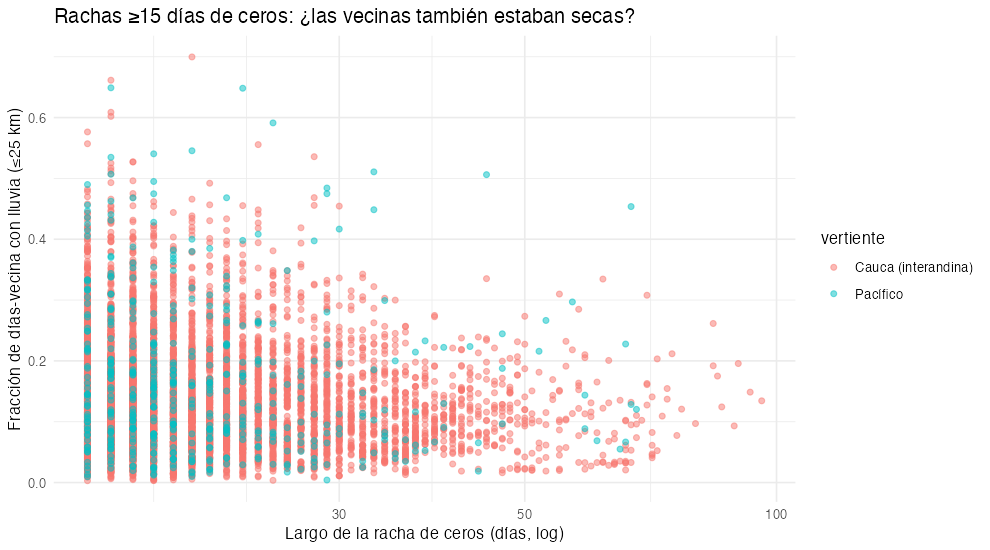 Rachas ≥15 días de ceros: ¿las vecinas también estaban secas?
Fracción de días-vecina con lluvia (≤25 km)
0.6
0.4
0.2
0.0
30
50
100
Largo de la racha de ceros (días, log)
vertiente
Cauca (interandina)
Pacífico